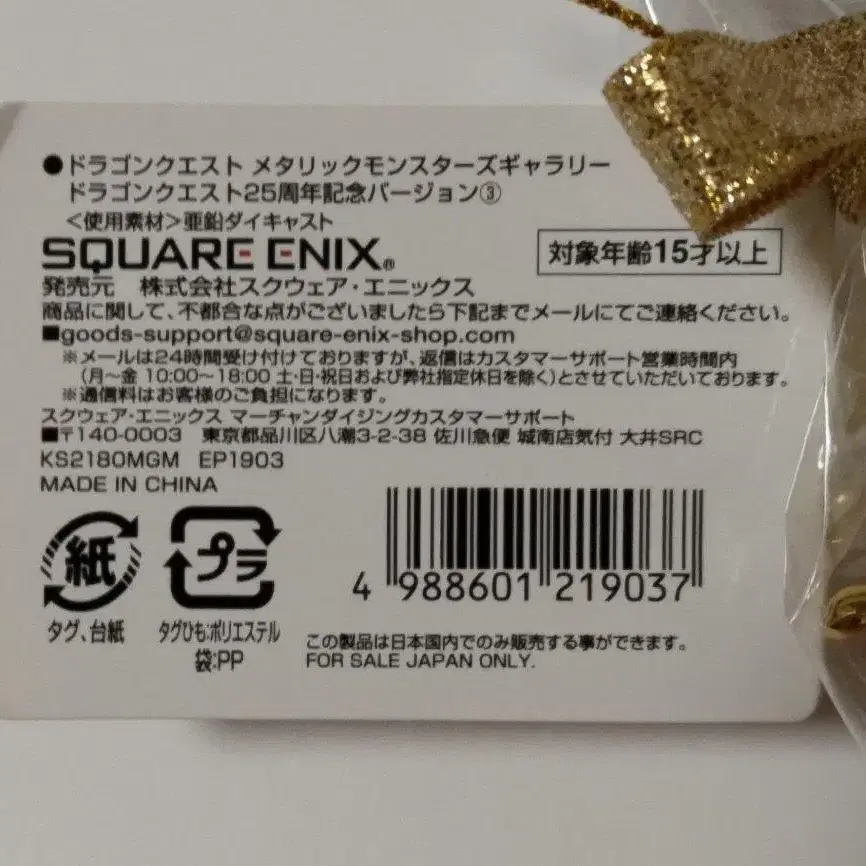 ●ドラゴンクエスト メタリックモンスターズギャラリー
ドラゴンクエスト25周年記念バージョン③
＜使用素材＞亜鉛ダイキャスト
SQUARE ENIX®
対象年齢15才以上
発売元 株式会社スクウェア・エニックス
商品に関して、不都合な点がございましたら下記までメールにてご連絡ください。
■goods-support@square-enix-shop.com
※メールは24時間受け付けておりますが、返信はカスタマーサポート営業時間内
（月〜金 10:00〜18:00 土・日・祝日および弊社指定休日を除く）とさせていただいております。
※通信料はお客様のご負担になります。
スクウェア・エニックス マーチャンダイジングカスタマーサポート
■〒140-0003 東京都品川区八潮3-2-38 佐川急便 城南店気付 大井SRC
KS2180MGM EP1903
MADE IN CHINA
紙
プラ
タグ、台紙
タグひも:ポリエステル
袋:PP
4 988601 219037
この製品は日本国内でのみ販売する事ができます。
FOR SALE JAPAN ONLY.